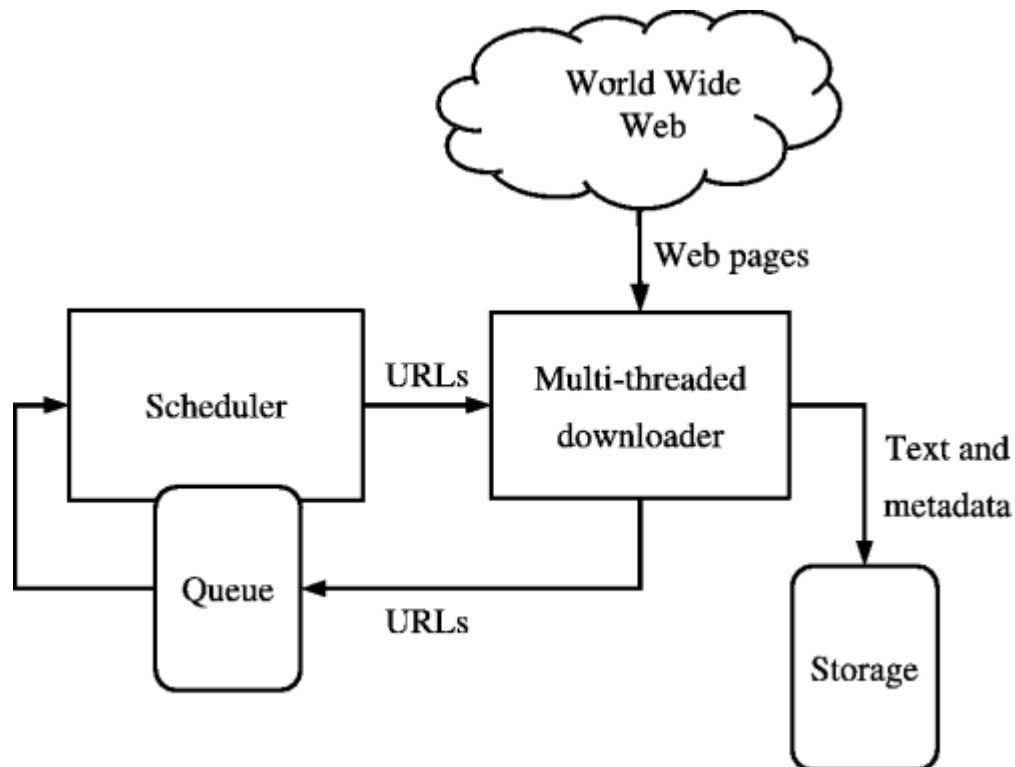 World Wide
Web
Web pages
URLs
Scheduler
Multi-threaded
downloader
Text and
metadata
Queue
URLs
Storage